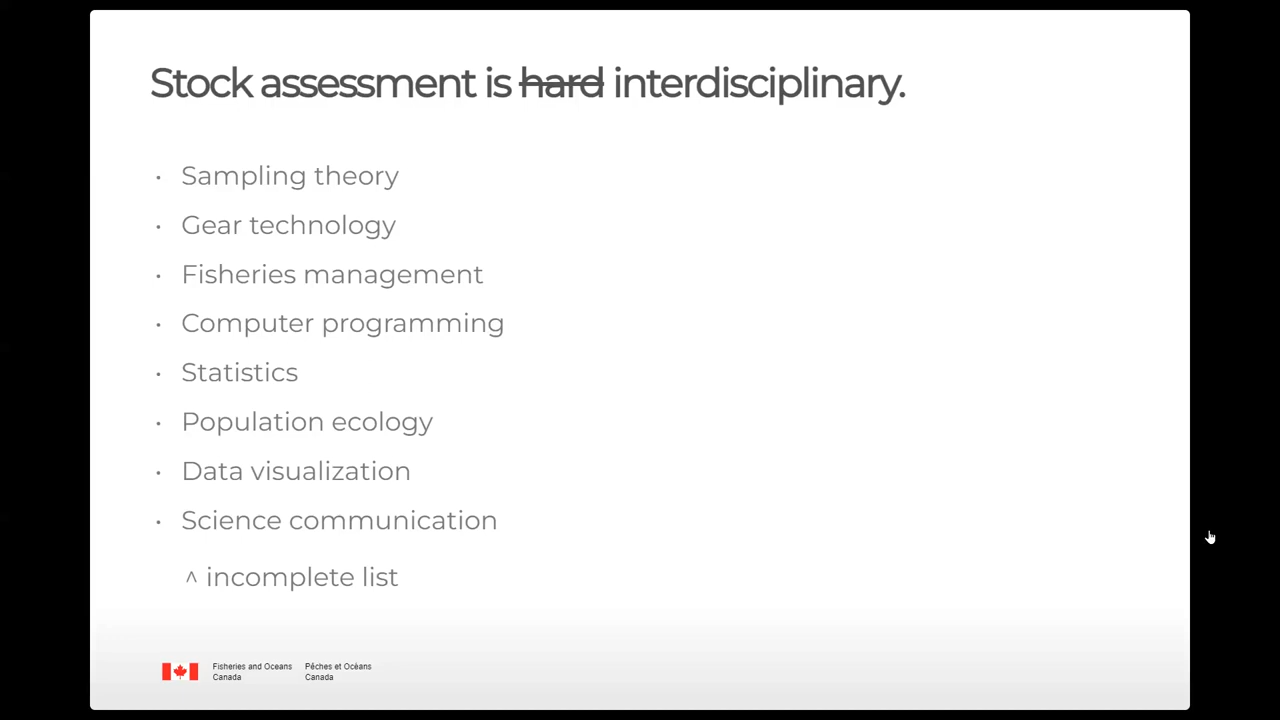 Stock assessment is hard interdisciplinary.
· Sampling theory
· Gear technology
· Fisheries management
· Computer programming
· Statistics
· Population ecology
· Data visualization
· Science communication
^ incomplete list
Fisheries and Oceans
Canada
Pêches et Océans
Canada